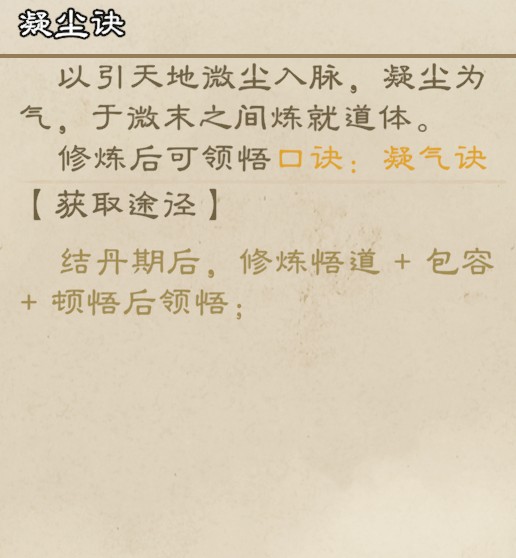 凝尘诀
以引天地微尘入脉，凝尘为
气，于微末之间炼就道体。
修炼后可领悟口诀：凝气诀
【获取途径】
结丹期后，修炼悟道 + 包容
+ 顿悟后领悟；